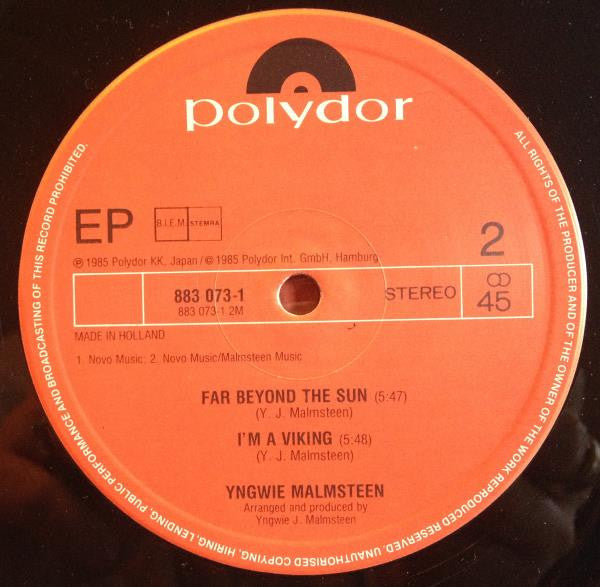 polydor
EP
B.I.E.M. STEMRA
2
℗ 1985 Polydor KK, Japan/© 1985 Polydor Int. GmbH, Hamburg
883 073-1
883 073-1 2M
STEREO
45
MADE IN HOLLAND
1. Novo Music; 2. Novo Music/Malmsteen Music
FAR BEYOND THE SUN (5:47)
(Y. J. Malmsteen)
I'M A VIKING (5:48)
(Y. J. Malmsteen)
YNGWIE MALMSTEEN
Arranged and produced by
Yngwie J. Malmsteen
ALL RIGHTS OF THE PRODUCER AND OF THE OWNER OF THE WORK REPRODUCED RESERVED. UNAUTHORISED COPYING, HIRING, LENDING, PUBLIC PERFORMANCE AND BROADCASTING OF THIS RECORD PROHIBITED.